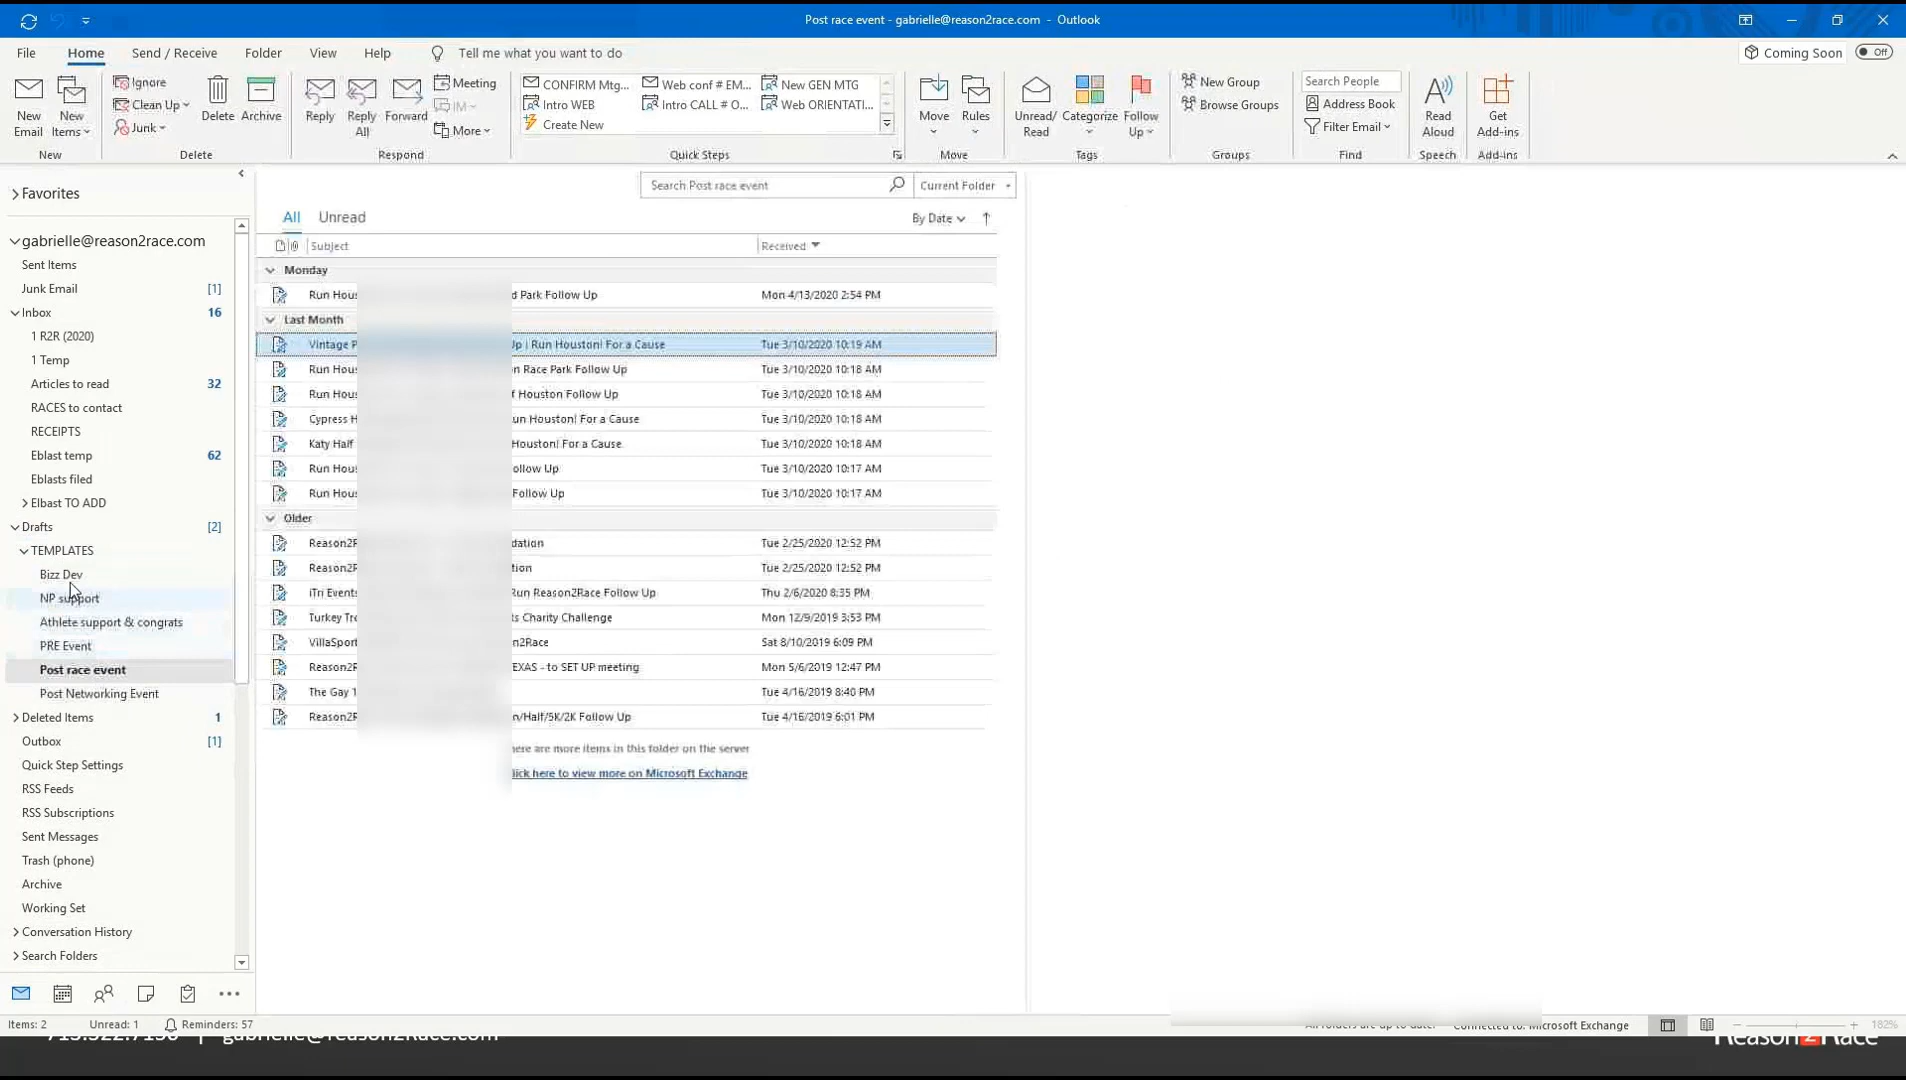 Post race event - gabrielle@reason2race.com - Outlook
File Home Send / Receive Folder View Help Tell me what you want to do
Coming Soon Off
New Email
New Items
Ignore
Clean Up
Junk
Delete
Archive
Reply
Reply All
Forward
Meeting
IM
More
CONFIRM Mtg...
Intro WEB
Create New
Web conf # EM...
Intro CALL # O...
New GEN MTG
Web ORIENTATI...
Move
Rules
Unread/ Read
Categorize
Follow Up
New Group
Browse Groups
Search People
Address Book
Filter Email
Read Aloud
Get Add-ins
New Delete Respond Quick Steps Move Tags Groups Find Speech Add-ins
Favorites
gabrielle@reason2race.com
Sent Items
Junk Email [1]
Inbox 16
1 R2R (2020)
1 Temp
Articles to read 32
RACES to contact
RECEIPTS
Eblast temp 62
Eblasts filed
Elbast TO ADD
Drafts [2]
TEMPLATES
Bizz Dev
NP support
Athlete support & congrats
PRE Event
Post race event
Post Networking Event
Deleted Items 1
Outbox [1]
Quick Step Settings
RSS Feeds
RSS Subscriptions
Sent Messages
Trash (phone)
Archive
Working Set
Conversation History
Search Folders
Search Post race event Current Folder
All Unread By Date
Subject Received
Monday
Run Hous d Park Follow Up Mon 4/13/2020 2:54 PM
Last Month
Vintage P Up | Run Houston! For a Cause Tue 3/10/2020 10:19 AM
Run Hous n Race Park Follow Up Tue 3/10/2020 10:18 AM
Run Hous f Houston Follow Up Tue 3/10/2020 10:18 AM
Cypress H un Houston! For a Cause Tue 3/10/2020 10:18 AM
Katy Half Houston! For a Cause Tue 3/10/2020 10:18 AM
Run Hous ollow Up Tue 3/10/2020 10:17 AM
Run Hous Follow Up Tue 3/10/2020 10:17 AM
Older
Reason2R dation Tue 2/25/2020 12:52 PM
Reason2R tion Tue 2/25/2020 12:52 PM
iTri Events Run Reason2Race Follow Up Thu 2/6/2020 8:35 PM
Turkey Tro ts Charity Challenge Mon 12/9/2019 3:53 PM
VillaSport on2Race Sat 8/10/2019 6:09 PM
Reason2R EXAS - to SET UP meeting Mon 5/6/2019 12:47 PM
The Gay 1 Tue 4/16/2019 8:40 PM
Reason2R n/Half/5K/2K Follow Up Tue 4/16/2019 6:01 PM
here are more items in this folder on the server
lick here to view more on Microsoft Exchange
Items: 2 Unread: 1 Reminders: 57 All folders are up to date. Connected to: Microsoft Exchange 182%
gabrielle@reason2Race.com Reason2Race